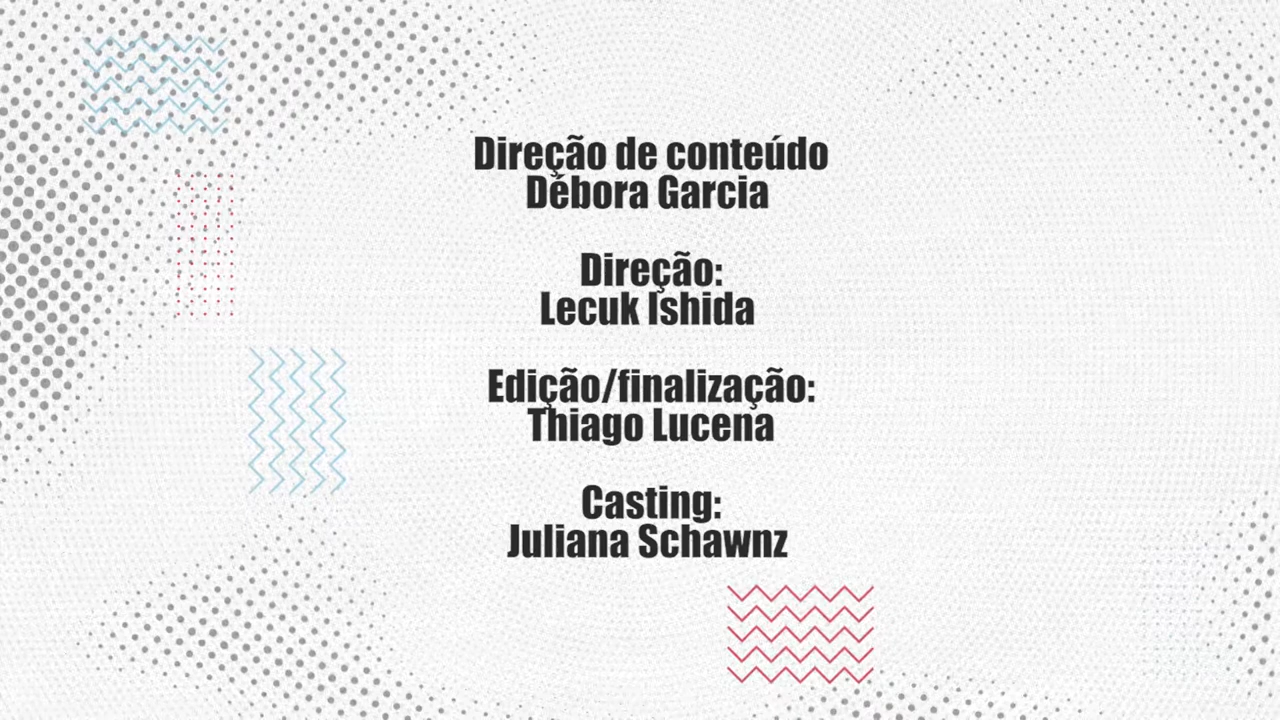 Direção de conteúdo
Débora Garcia
Direção:
Lecuk Ishida
Edição/finalização:
Thiago Lucena
Casting:
Juliana Schawnz